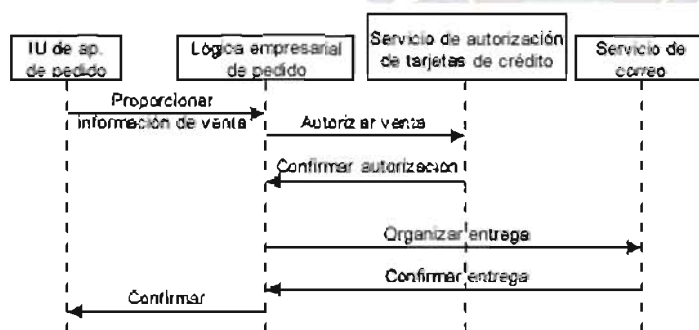 IU de ap.
de pedido
Lógica empresarial
de pedido
Servicio de autorización
de tarjetas de crédito
Servicio de
correo
Proporcionar
información de venta
Autorizar venta
Confirmar autorización
Organizar entrega
Confirmar entrega
Confirmar